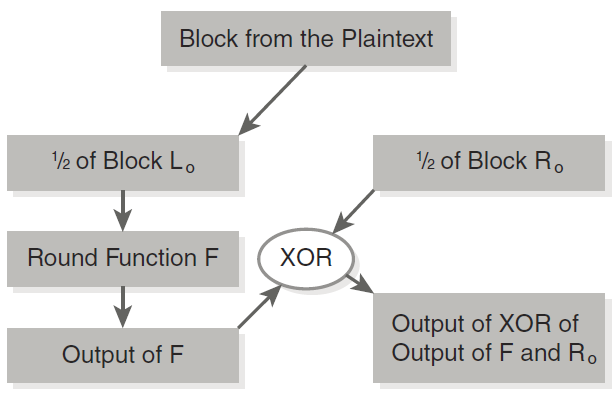 Block from the Plaintext
½ of Block Lₒ
½ of Block Rₒ
Round Function F
XOR
Output of F
Output of XOR of
Output of F and Rₒ